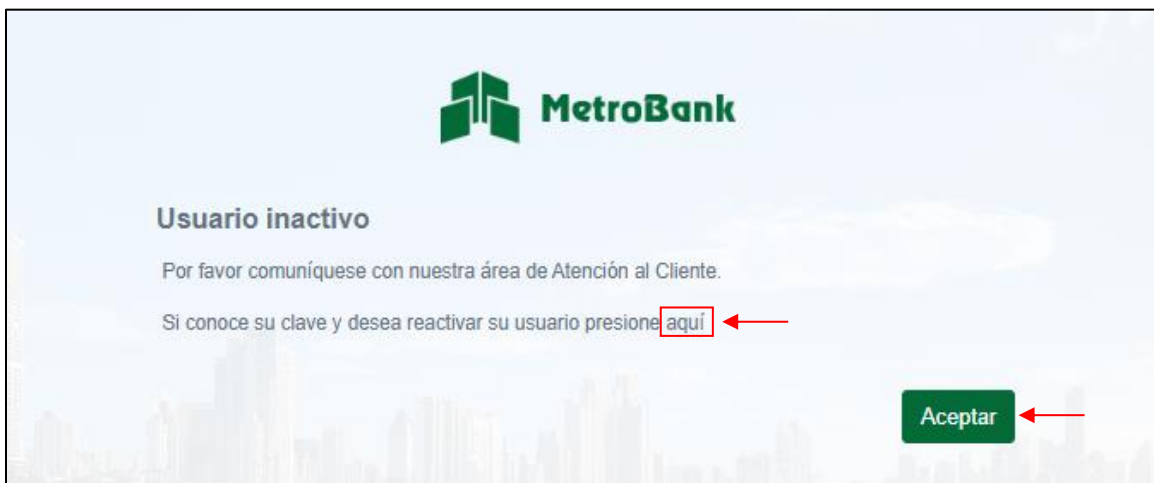 MetroBank
Usuario inactivo
Por favor comuníquese con nuestra área de Atención al Cliente.
Si conoce su clave y desea reactivar su usuario presione aquí
Aceptar